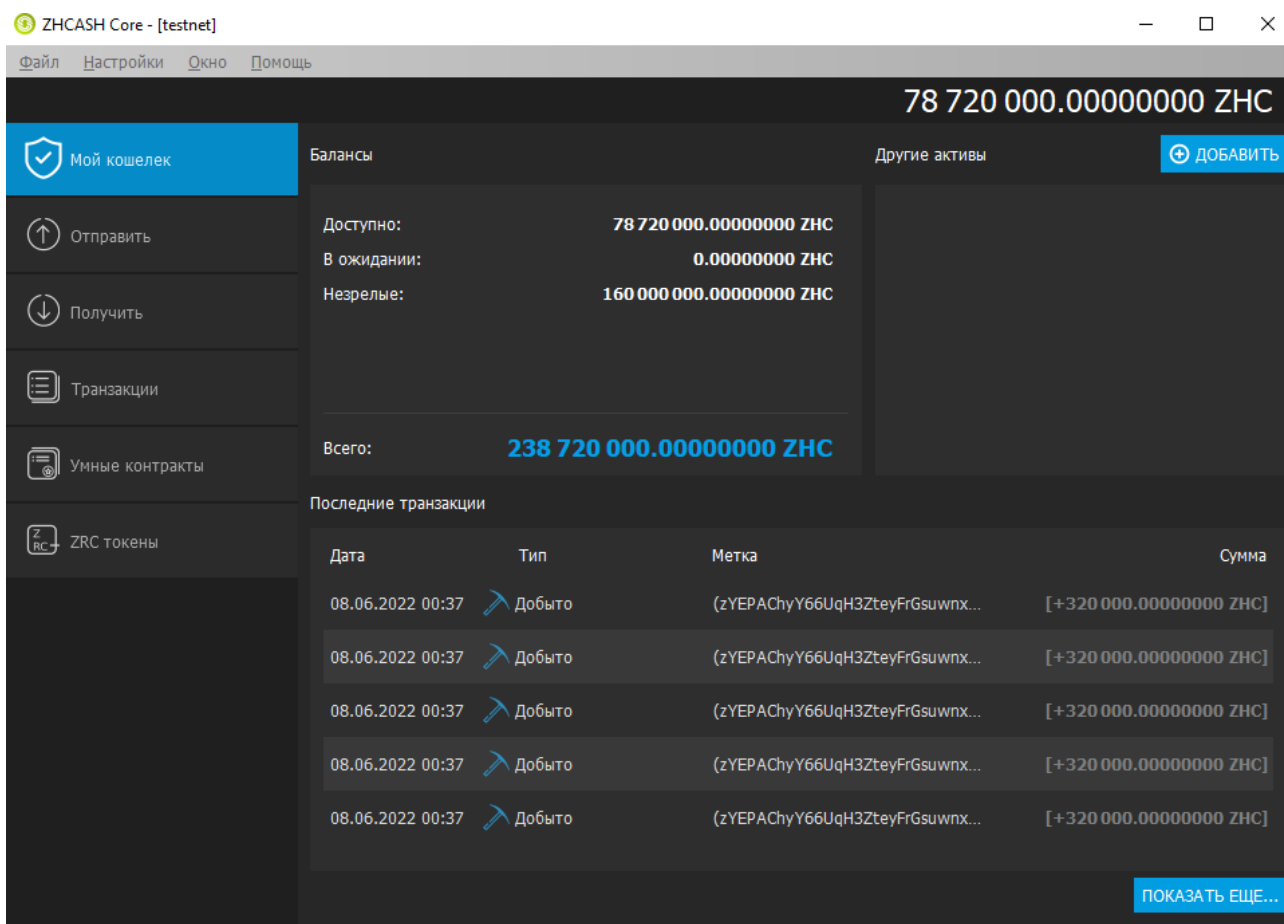 ZHCASH Core - [testnet]
Файл Настройки Окно Помощь
78 720 000.00000000 ZHC
Мой кошелек
Отправить
Получить
Транзакции
Умные контракты
Z RC
ZRC токены
Балансы
Доступно: 78 720 000.00000000 ZHC
В ожидании: 0.00000000 ZHC
Незрелые: 160 000 000.00000000 ZHC
Всего: 238 720 000.00000000 ZHC
Другие активы
ДОБАВИТЬ
Последние транзакции
Дата Тип Метка Сумма
08.06.2022 00:37 Добыто (zYEPAChyY66UqH3ZteyFrGsuwnx... [+320 000.00000000 ZHC]
08.06.2022 00:37 Добыто (zYEPAChyY66UqH3ZteyFrGsuwnx... [+320 000.00000000 ZHC]
08.06.2022 00:37 Добыто (zYEPAChyY66UqH3ZteyFrGsuwnx... [+320 000.00000000 ZHC]
08.06.2022 00:37 Добыто (zYEPAChyY66UqH3ZteyFrGsuwnx... [+320 000.00000000 ZHC]
08.06.2022 00:37 Добыто (zYEPAChyY66UqH3ZteyFrGsuwnx... [+320 000.00000000 ZHC]
ПОКАЗАТЬ ЕЩЕ...